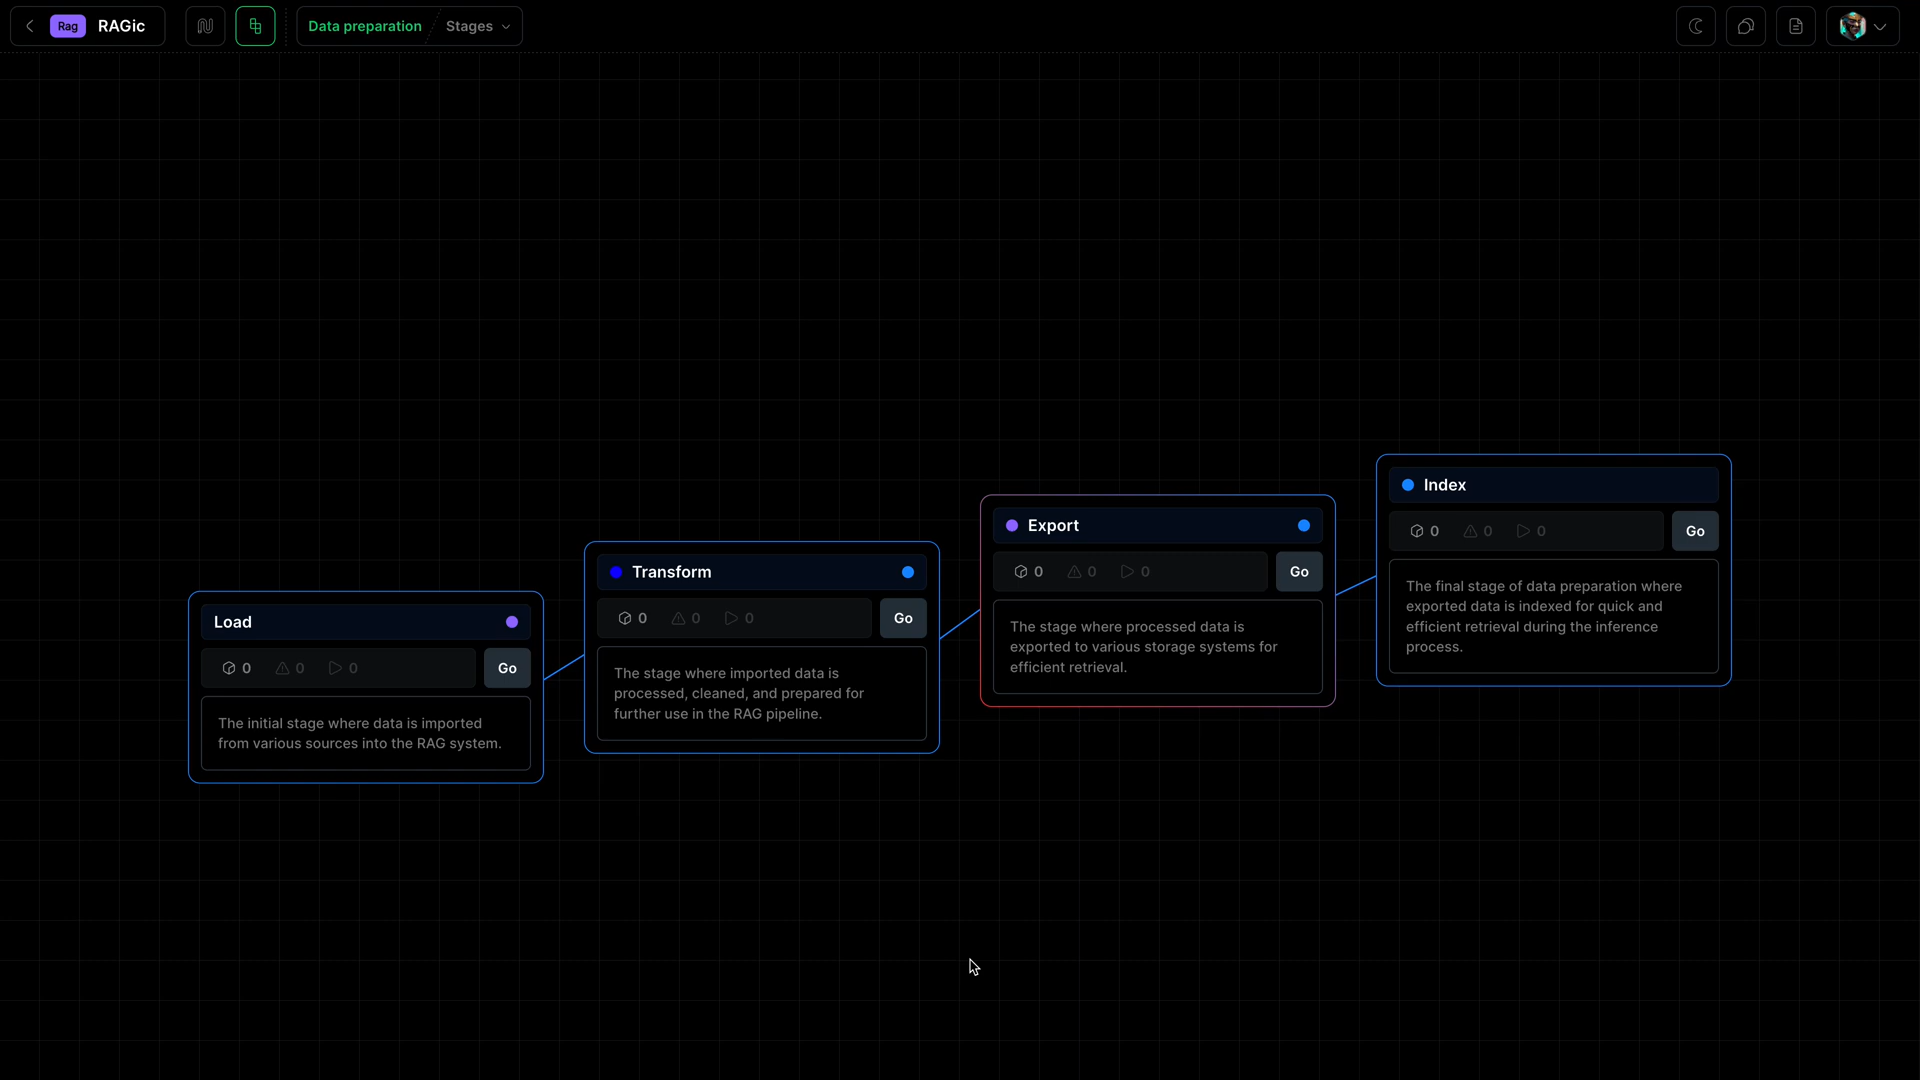 Rag RAGic Data preparation Stages
Load
0 0 0 Go
The initial stage where data is imported
from various sources into the RAG system.
Transform
0 0 0 Go
The stage where imported data is
processed, cleaned, and prepared for
further use in the RAG pipeline.
Export
0 0 0 Go
The stage where processed data is
exported to various storage systems for
efficient retrieval.
Index
0 0 0 Go
The final stage of data preparation where
exported data is indexed for quick and
efficient retrieval during the inference
process.